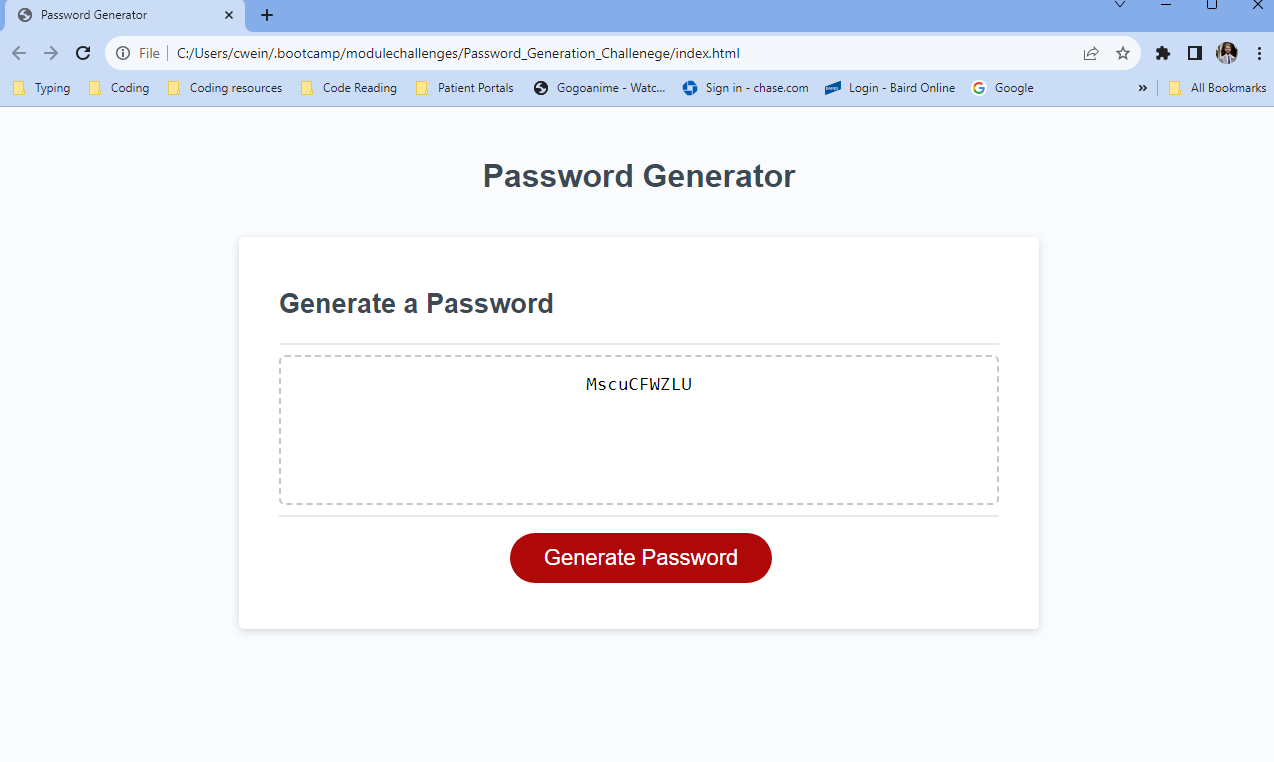 Password Generator
File C:/Users/cwein/.bootcamp/modulechallenges/Password_Generation_Challenege/index.html
Typing Coding Coding resources Code Reading Patient Portals Gogoanime - Watc... Sign in - chase.com Login - Baird Online Google » All Bookmarks
Password Generator
Generate a Password
MscuCFWZLU
Generate Password